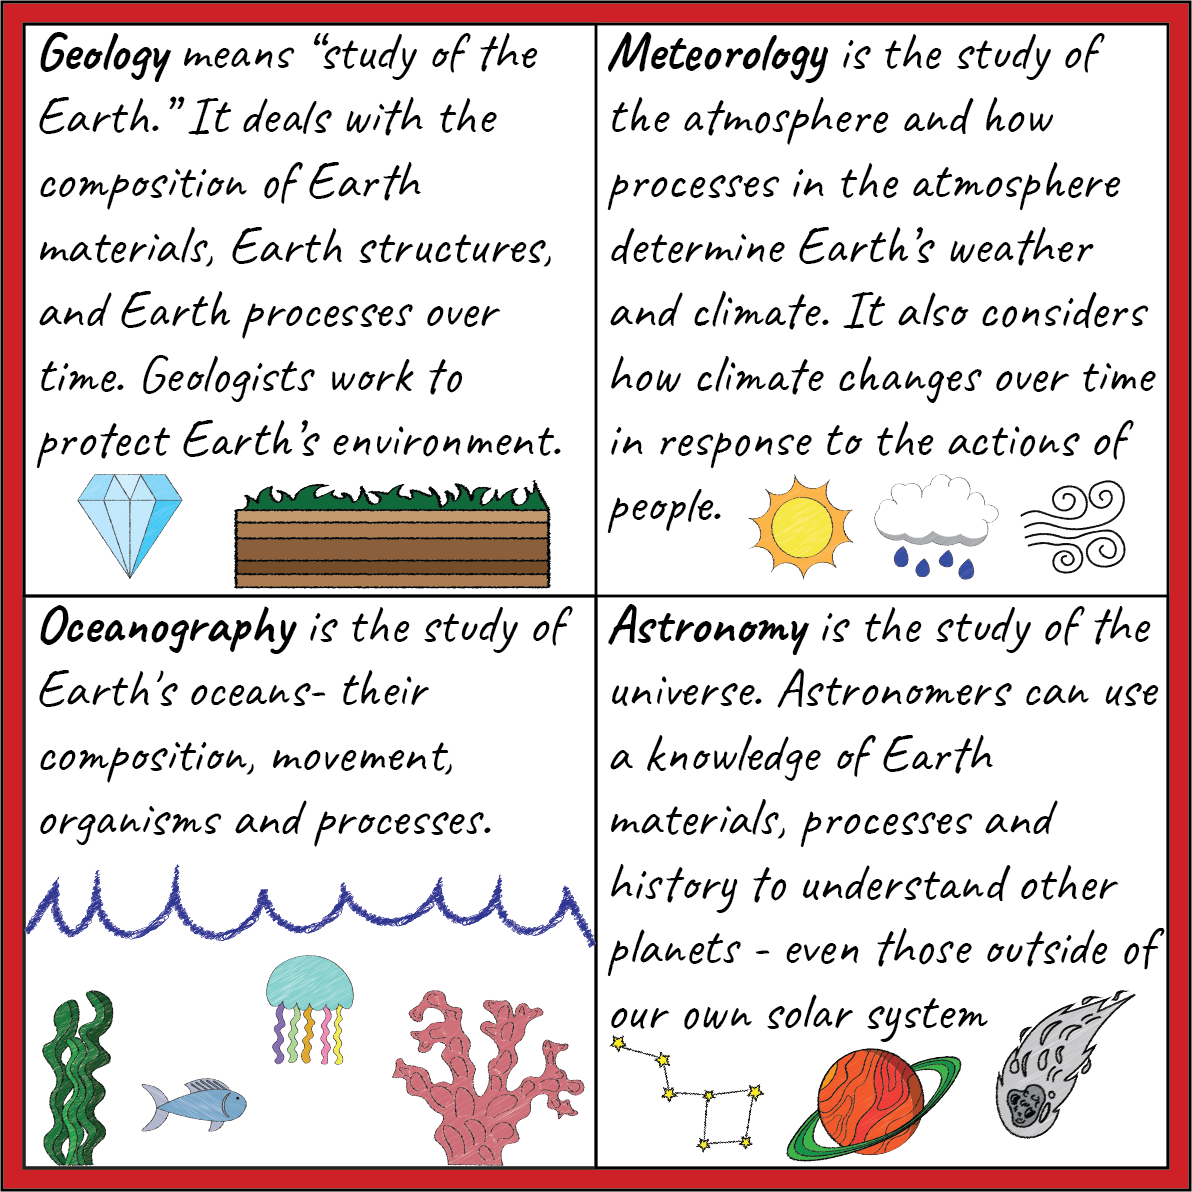 Geology means “study of the
Earth.” It deals with the
composition of Earth
materials, Earth structures,
and Earth processes over
time. Geologists work to
protect Earth’s environment.
Meteorology is the study of
the atmosphere and how
processes in the atmosphere
determine Earth’s weather
and climate. It also considers
how climate changes over time
in response to the actions of
people.
Oceanography is the study of
Earth's oceans- their
composition, movement,
organisms and processes.
Astronomy is the study of the
universe. Astronomers can use
a knowledge of Earth
materials, processes and
history to understand other
planets - even those outside of
our own solar system